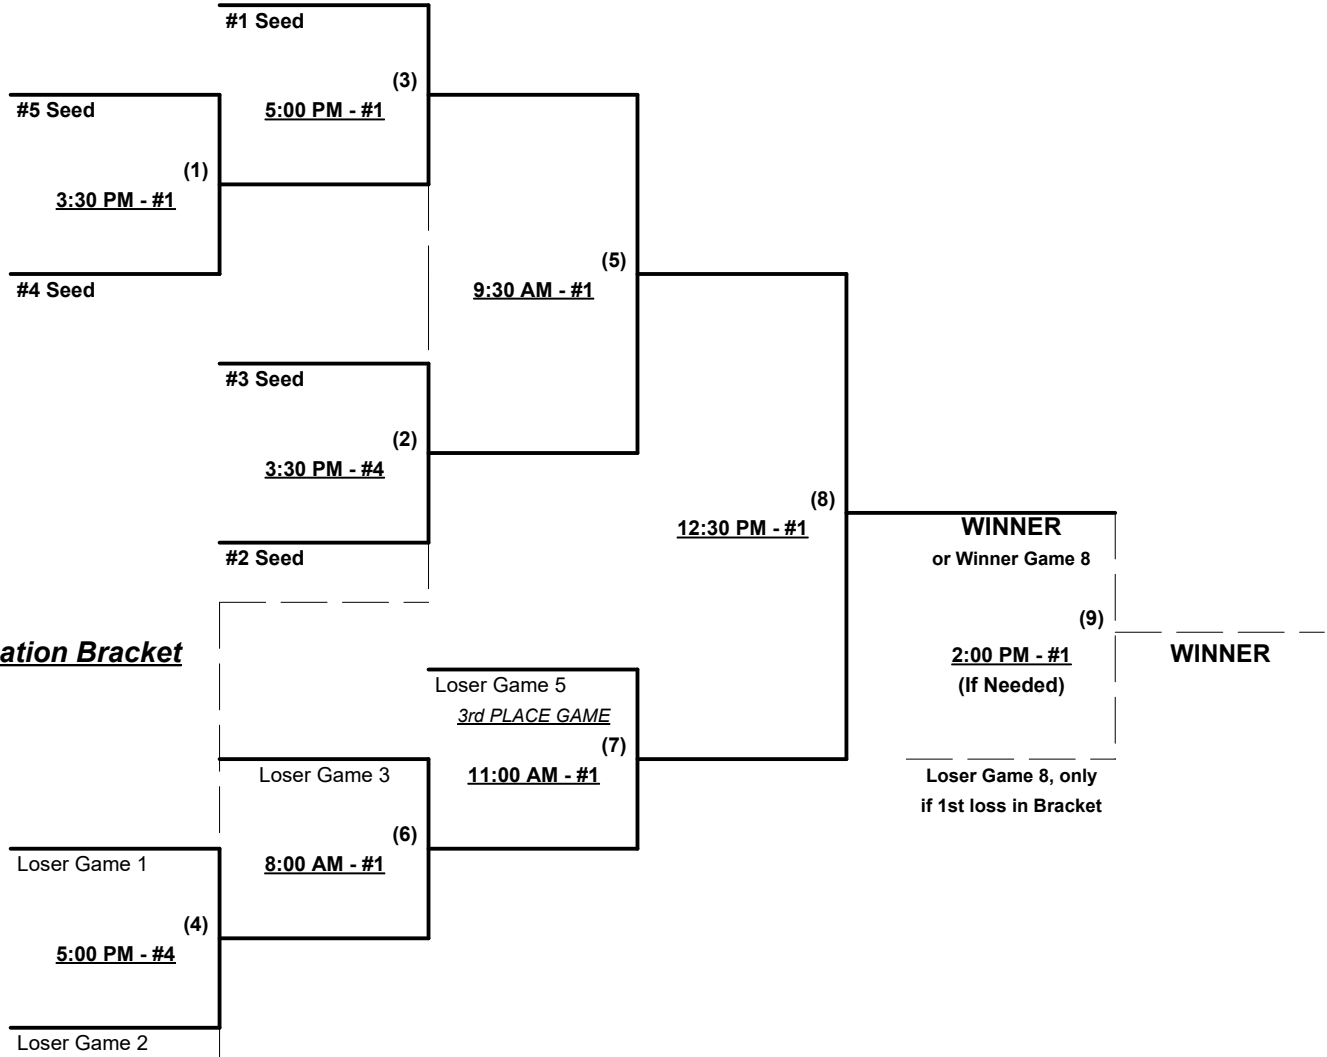 #1 Seed
(3)
5:00 PM - #1
#5 Seed
(1)
3:30 PM - #1
#4 Seed
(5)
9:30 AM - #1
#3 Seed
(2)
3:30 PM - #4
#2 Seed
(8)
12:30 PM - #1
WINNER
or Winner Game 8
(9)
2:00 PM - #1
(If Needed)
WINNER
Loser Game 8, only
if 1st loss in Bracket
ation Bracket
Loser Game 5
3rd PLACE GAME
(7)
11:00 AM - #1
Loser Game 3
(6)
8:00 AM - #1
Loser Game 1
(4)
5:00 PM - #4
Loser Game 2